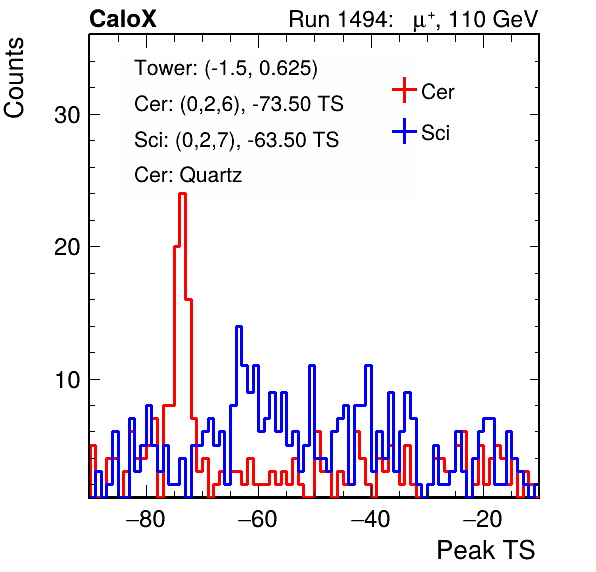 CaloX Run 1494: μ⁺, 110 GeV
Counts
Tower: (-1.5, 0.625)
Cer: (0,2,6), -73.50 TS
Sci: (0,2,7), -63.50 TS
Cer: Quartz
Cer
Sci
30
20
10
−80 −60 −40 −20
Peak TS